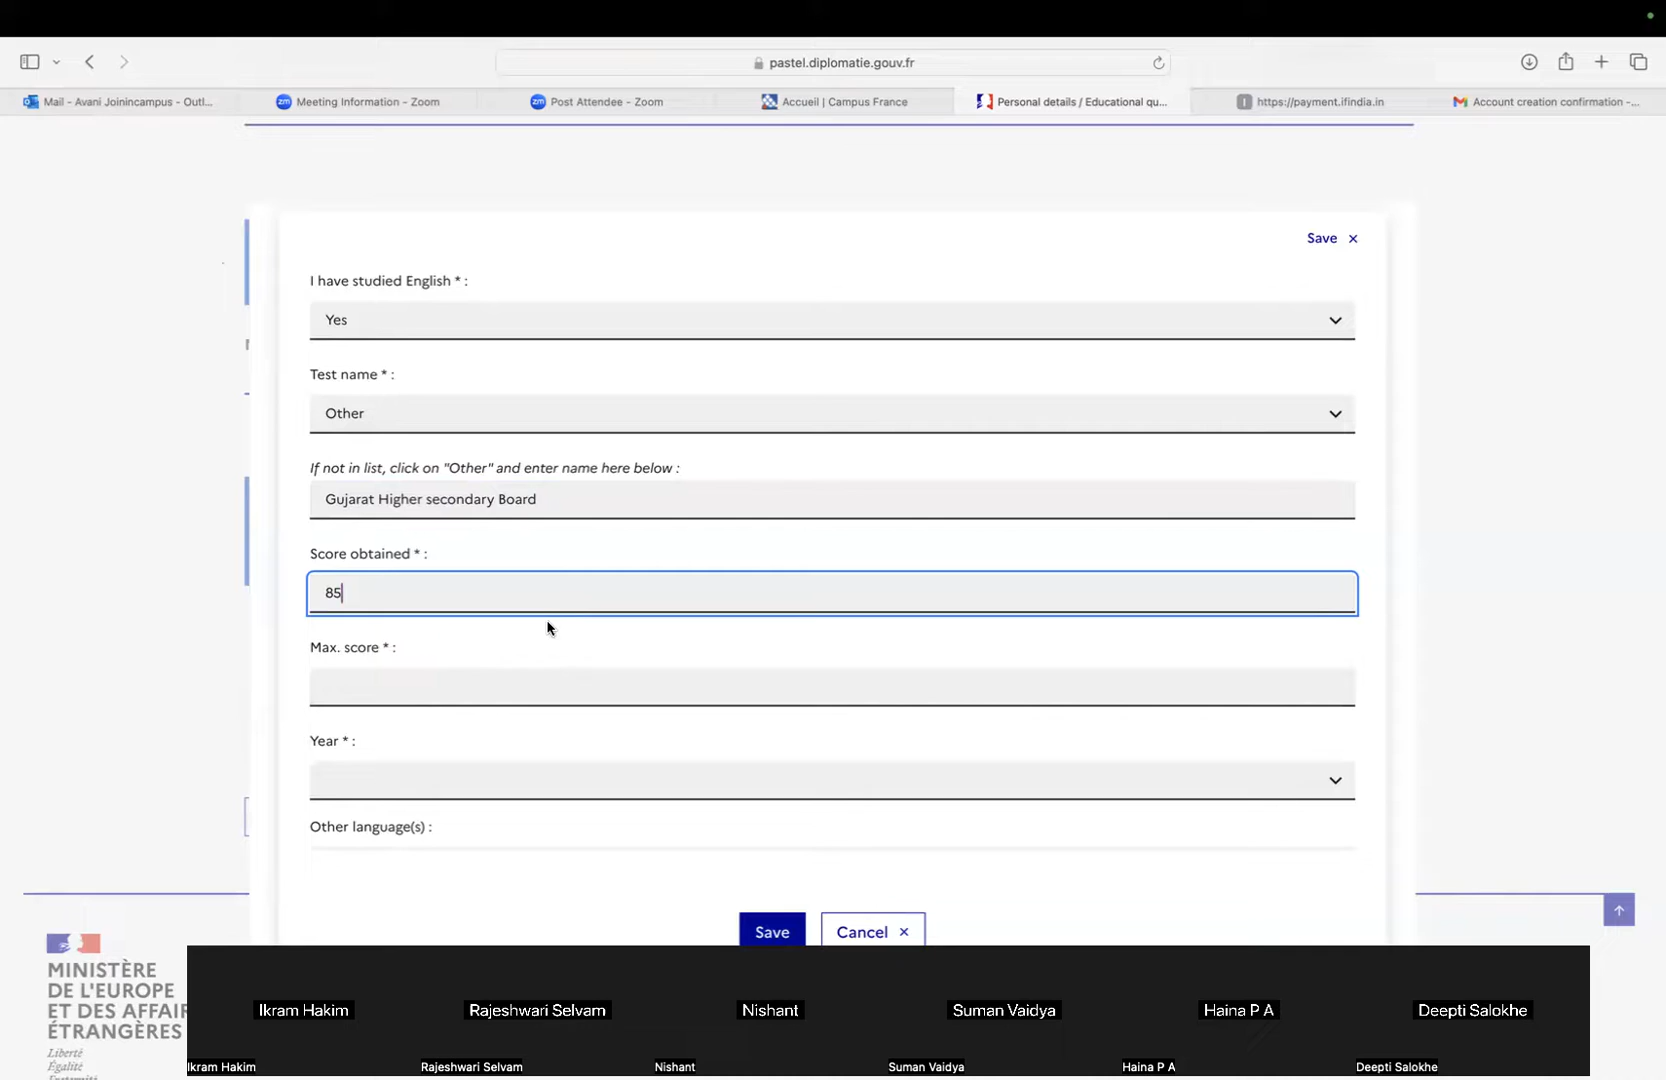 pastel.diplomatie.gouv.fr
Mail - Avani Joinincampus - Outl...
Meeting Information - Zoom
Post Attendee - Zoom
Accueil | Campus France
Personal details / Educational qu...
https://payment.ifindia.in
Account creation confirmation -...
Save ×
I have studied English * :
Yes
Test name * :
Other
If not in list, click on "Other" and enter name here below :
Gujarat Higher secondary Board
Score obtained * :
85
Max. score * :
Year * :
Other language(s) :
Save
Cancel ×
MINISTÈRE
DE L'EUROPE
ET DES AFFAIR
ÉTRANGÈRES
Liberté
Égalité
Ikram Hakim
Rajeshwari Selvam
Nishant
Suman Vaidya
Haina P A
Deepti Salokhe
Ikram Hakim
Rajeshwari Selvam
Nishant
Suman Vaidya
Haina P A
Deepti Salokhe